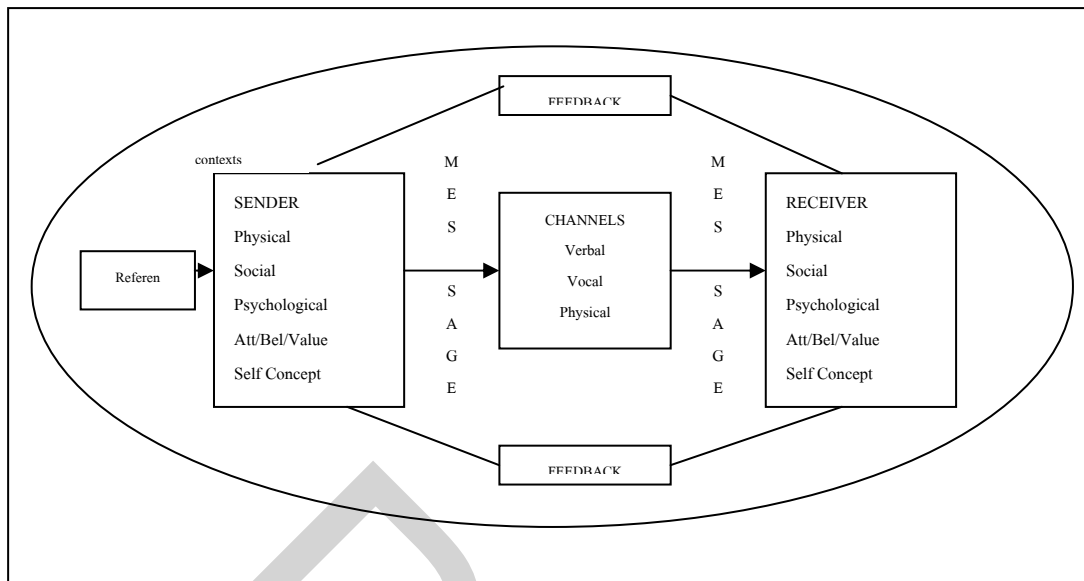 FEEDBACK
contexts
SENDER
Physical
Social
Psychological
Att/Bel/Value
Self Concept
Referen
M
E
S
S
A
G
E
CHANNELS
Verbal
Vocal
Physical
M
E
S
S
A
G
E
RECEIVER
Physical
Social
Psychological
Att/Bel/Value
Self Concept
FEEDBACK